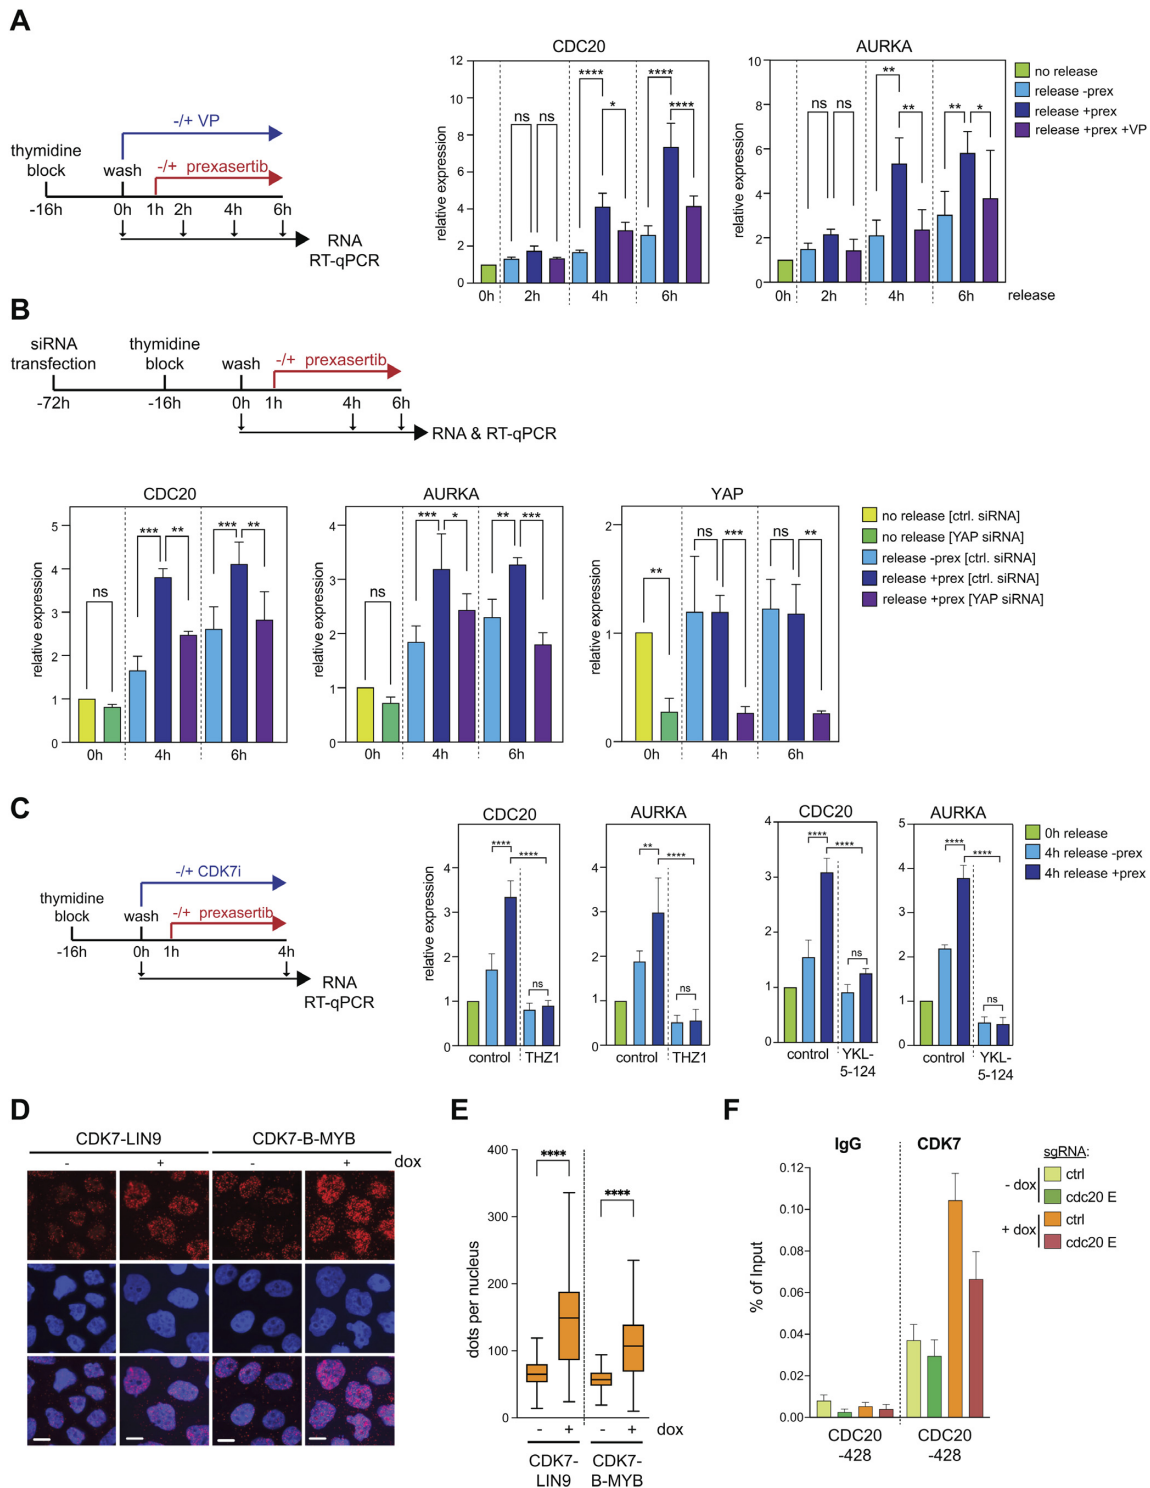 A
-/+ VP
thymidine
block
wash
-/+ prexasertib
-16h 0h 1h 2h 4h 6h
RNA
RT-qPCR
CDC20
relative expression
12
10
8
6
4
2
0
ns ns **** * **** ****
0h 2h 4h 6h
AURKA
relative expression
10
8
6
4
2
0
ns ns ** ** ** *
0h 2h 4h 6h release
no release
release -prex
release +prex
release +prex +VP
B
siRNA
transfection
thymidine
block
wash
-/+ prexasertib
-72h -16h 0h 1h 4h 6h
RNA & RT-qPCR
CDC20
relative expression
5
4
3
2
1
0
ns *** ** *** **
0h 4h 6h
AURKA
relative expression
4
3
2
1
0
ns *** * ** ***
0h 4h 6h
YAP
relative expression
2
1
0
** ns *** ns **
0h 4h 6h
no release [ctrl. siRNA]
no release [YAP siRNA]
release -prex [ctrl. siRNA]
release +prex [ctrl. siRNA]
release +prex [YAP siRNA]
C
-/+ CDK7i
thymidine
block
wash
-/+ prexasertib
-16h 0h 1h 4h
RNA
RT-qPCR
CDC20
relative expression
4
3
2
1
0
**** **** ns
control THZ1
AURKA
4
3
2
1
0
** **** ns
control THZ1
CDC20
4
3
2
1
0
**** **** ns
control YKL-
5-124
AURKA
5
4
3
2
1
0
**** **** ns
control YKL-
5-124
0h release
4h release -prex
4h release +prex
D
CDK7-LIN9 CDK7-B-MYB
- + - + dox
E
dots per nucleus
400
300
200
100
0
**** ****
- + - + dox
CDK7-
LIN9
CDK7-
B-MYB
F
IgG CDK7
% of Input
0.12
0.10
0.08
0.06
0.04
0.02
0.00
CDC20
-428
CDC20
-428
sgRNA:
- dox
ctrl
cdc20 E
+ dox
ctrl
cdc20 E